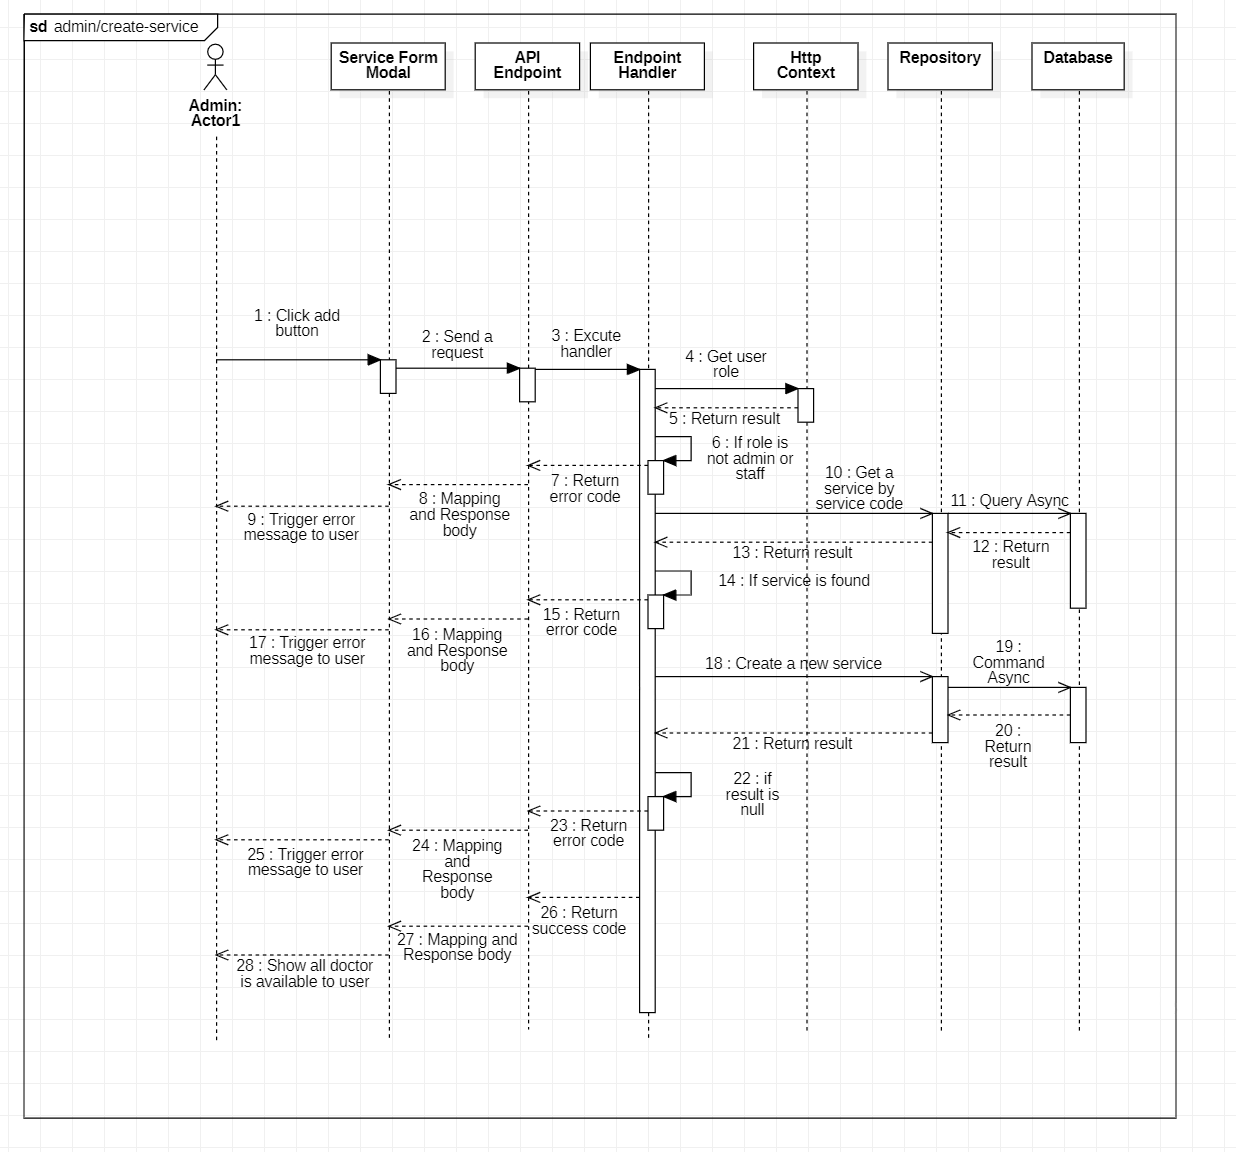 sd admin/create-service
Admin:
Actor1
Service Form
Modal
API
Endpoint
Endpoint
Handler
Http
Context
Repository
Database
1 : Click add
button
2 : Send a
request
3 : Excute
handler
4 : Get user
role
5 : Return result
6 : If role is
not admin or
staff
7 : Return
error code
8 : Mapping
and Response
body
9 : Trigger error
message to user
10 : Get a
service by
service code
11 : Query Async
12 : Return
result
13 : Return result
14 : If service is found
15 : Return
error code
16 : Mapping
and Response
body
17 : Trigger error
message to user
18 : Create a new service
19 :
Command
Async
20 :
Return
result
21 : Return result
22 : if
result is
null
23 : Return
error code
24 : Mapping
and
Response
body
25 : Trigger error
message to user
26 : Return
success code
27 : Mapping and
Response body
28 : Show all doctor
is available to user